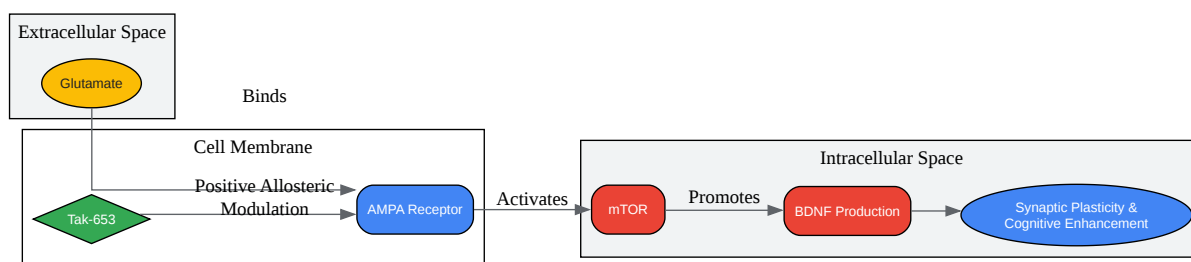 Extracellular Space
Glutamate
Binds
Cell Membrane
Positive Allosteric
Modulation
Tak-653
AMPA Receptor
Activates
Intracellular Space
mTOR
Promotes
BDNF Production
Synaptic Plasticity &
Cognitive Enhancement